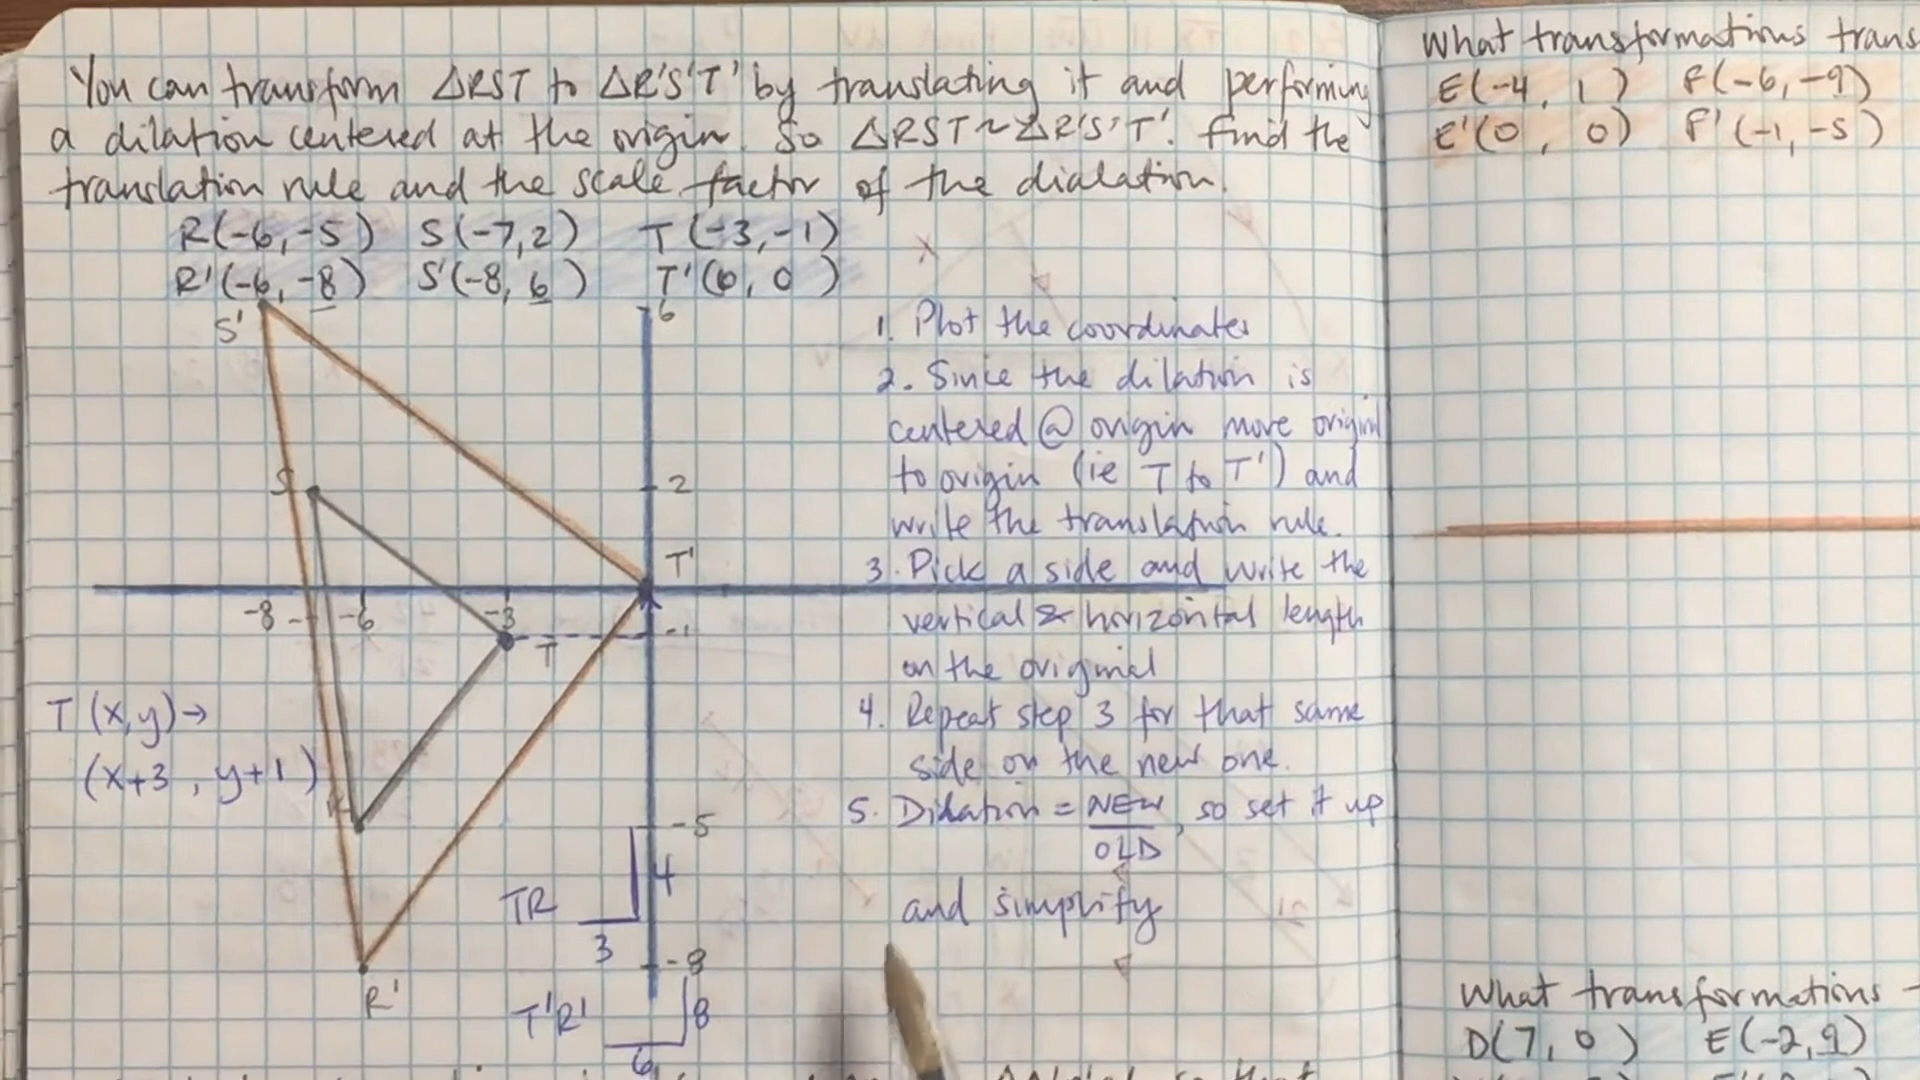 You can transform △RST to △R'S'T' by translating it and performing
a dilation centered at the origin. So △RST ~ △R'S'T'. Find the
translation rule and the scale factor of the dialation.
R(-6,-5) S(-7,2) T(-3,-1)
R'(-6,-8) S'(-8,6) T'(0,0)
S'
6
1. Plot the coordinates
2. Since the dilation is
centered @ origin move origin
to origin (ie T to T') and
write the translation rule.
3. Pick a side and write the
vertical & horizontal length
on the original
4. Repeat step 3 for that same
side on the new one.
5. Dilation = NEW/OLD, so set it up
and simplify
S
2
T'
-8 -6 -3
-1
T
T(x,y)→
(x+3, y+1)
R
-5
TR
4
3
-8
R'
T'R'
8
6
What transformations
E(-4, 1) F(-6,-9)
E'(0, 0) F'(-1,-5)
What transformations
D(7,0) E(-2,9)